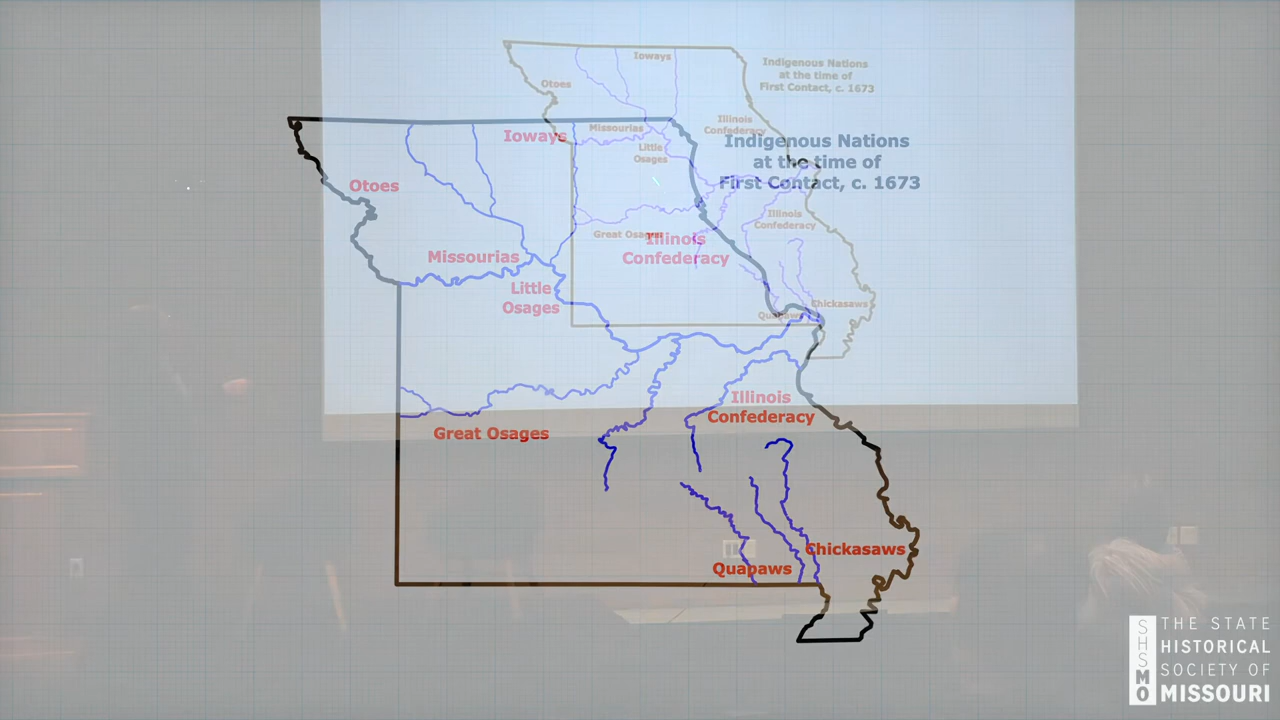 Ioways
Indigenous Nations
at the time of
First Contact, c. 1673
Otoes
Illinois
Confederacy
Missourias
Little
Osages
Illinois
Confederacy
Great Osages
Chickasaws
Quapaws
Ioways
Indigenous Nations
at the time of
First Contact, c. 1673
Otoes
Illinois
Confederacy
Missourias
Little
Osages
Illinois
Confederacy
Great Osages
Chickasaws
Quapaws
SHSMO
THE STATE
HISTORICAL
SOCIETY OF
MISSOURI